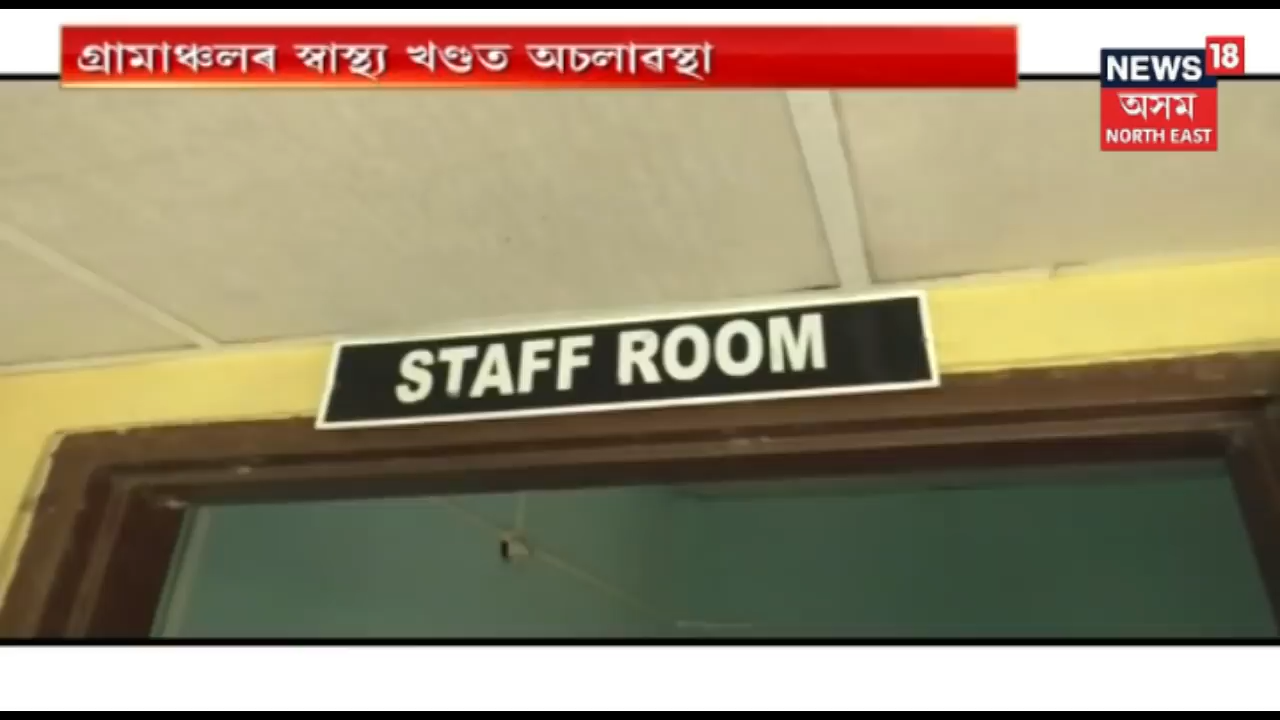 গ্ৰামাঞ্চলৰ স্বাস্থ্য খণ্ডত অচলাৱস্থা
NEWS 18
অসম
NORTH EAST
STAFF ROOM